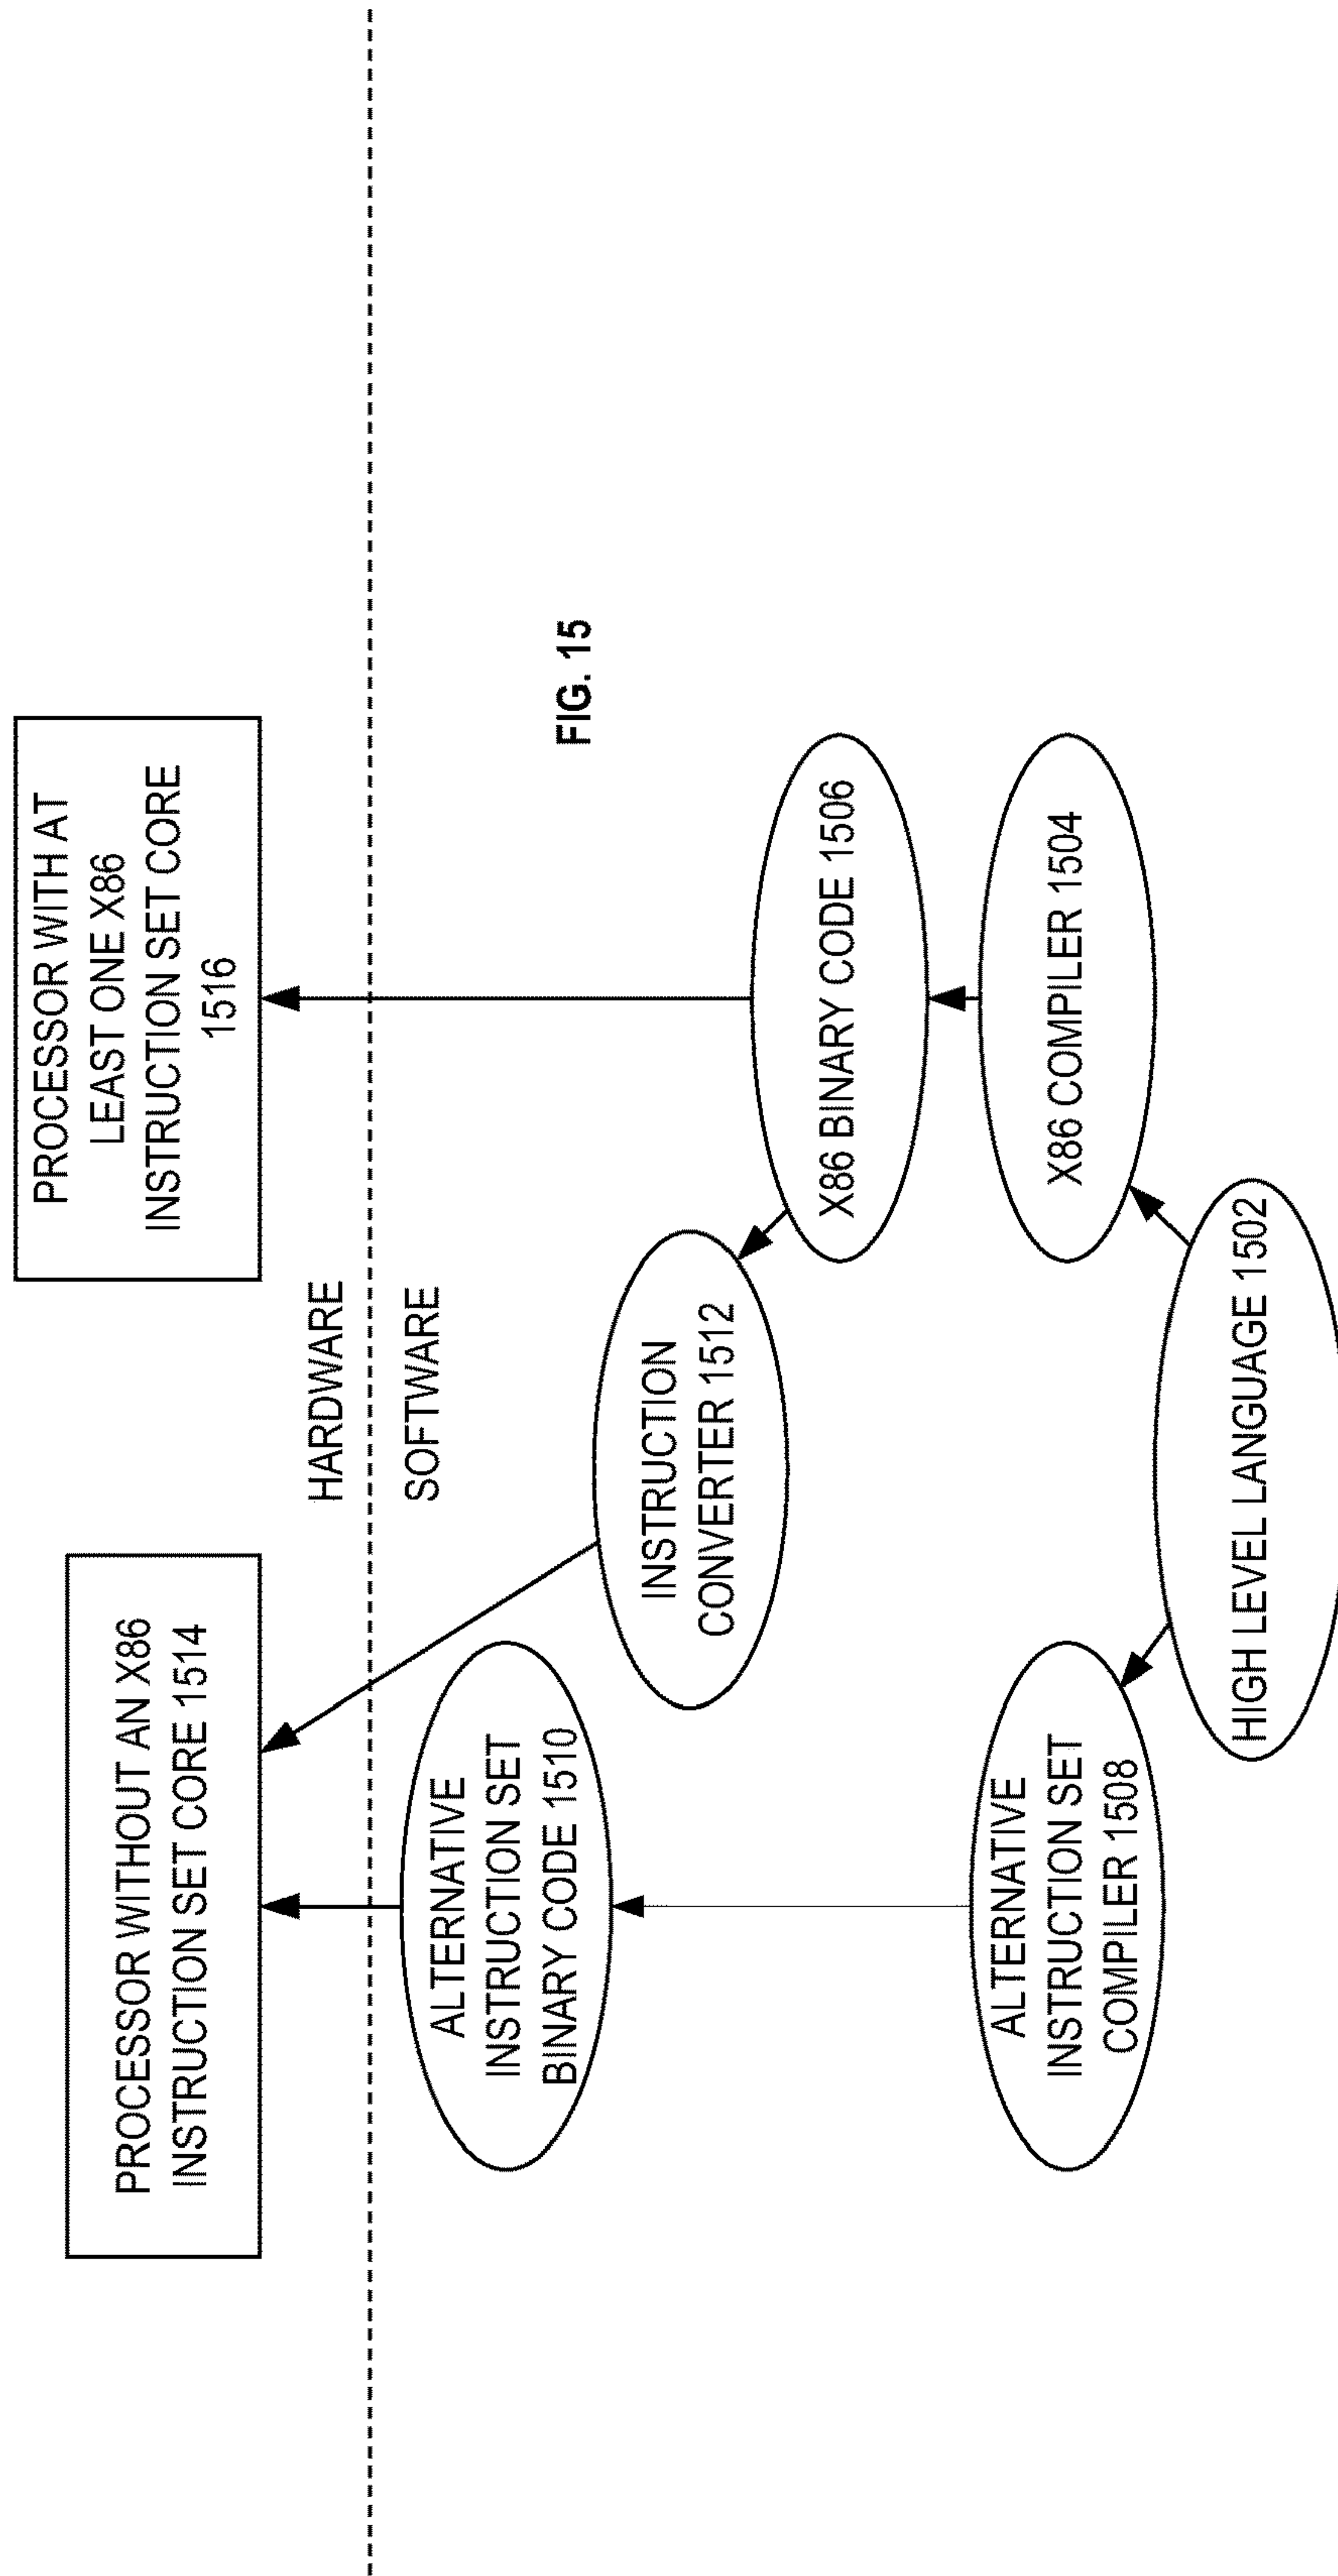 PROCESSOR WITHOUT AN X86
INSTRUCTION SET CORE 1514
PROCESSOR WITH AT
LEAST ONE X86
INSTRUCTION SET CORE
1516
HARDWARE
SOFTWARE
ALTERNATIVE
INSTRUCTION SET
BINARY CODE 1510
INSTRUCTION
CONVERTER 1512
FIG. 15
X86 BINARY CODE 1506
ALTERNATIVE
INSTRUCTION SET
COMPILER 1508
X86 COMPILER 1504
HIGH LEVEL LANGUAGE 1502